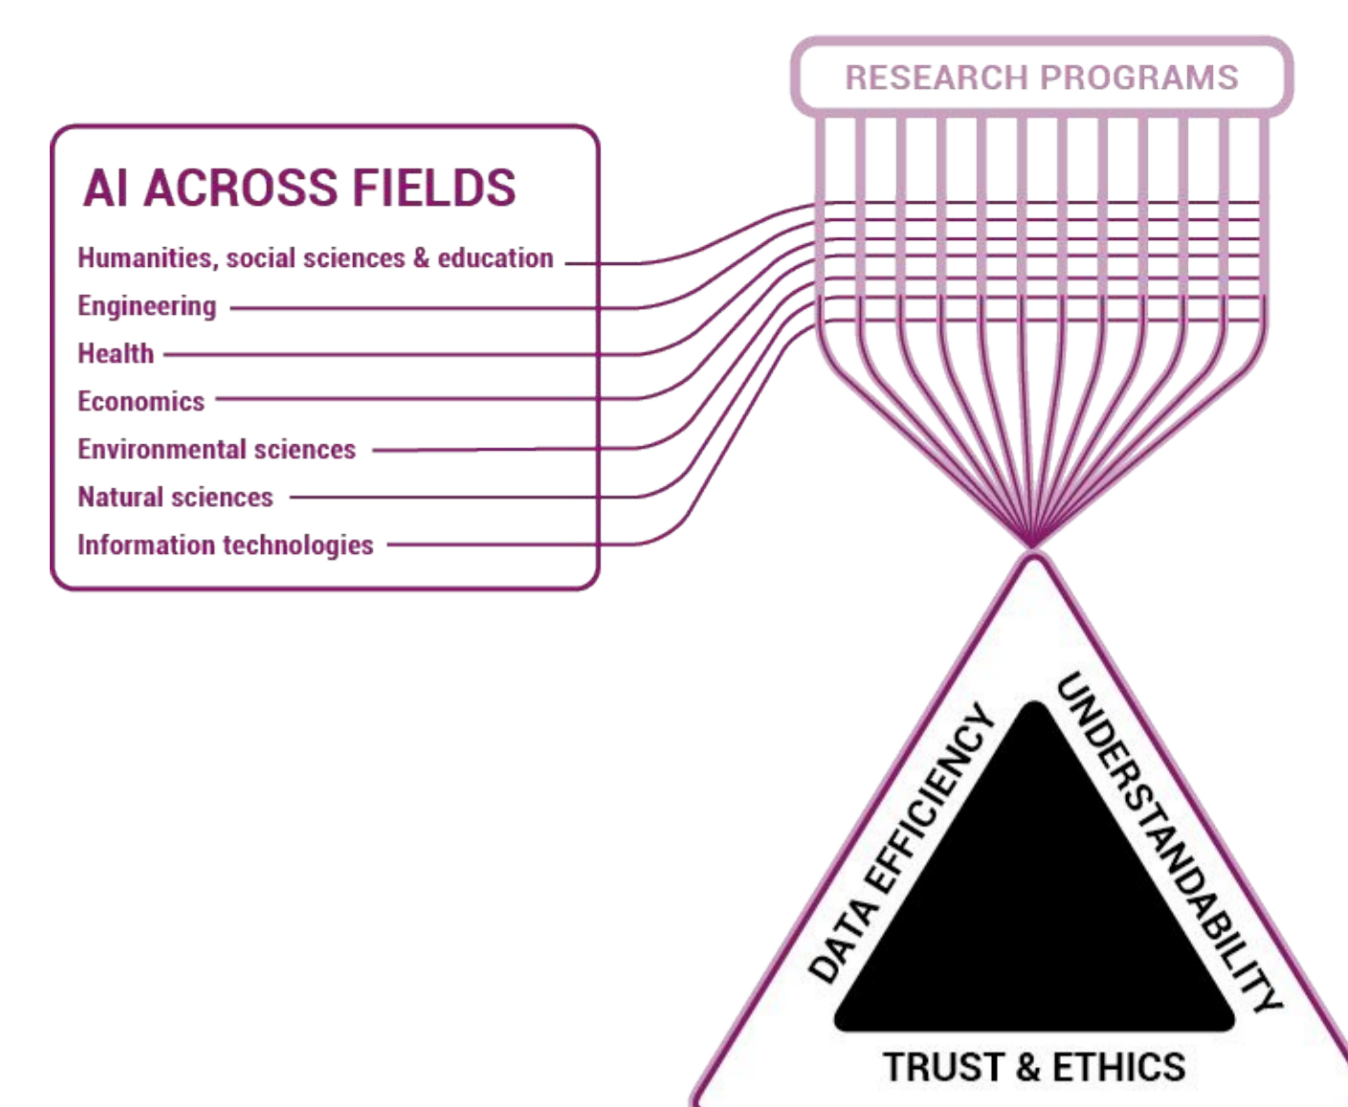 RESEARCH PROGRAMS
AI ACROSS FIELDS
Humanities, social sciences & education
Engineering
Health
Economics
Environmental sciences
Natural sciences
Information technologies
DATA EFFICIENCY
UNDERSTANDABILITY
TRUST & ETHICS